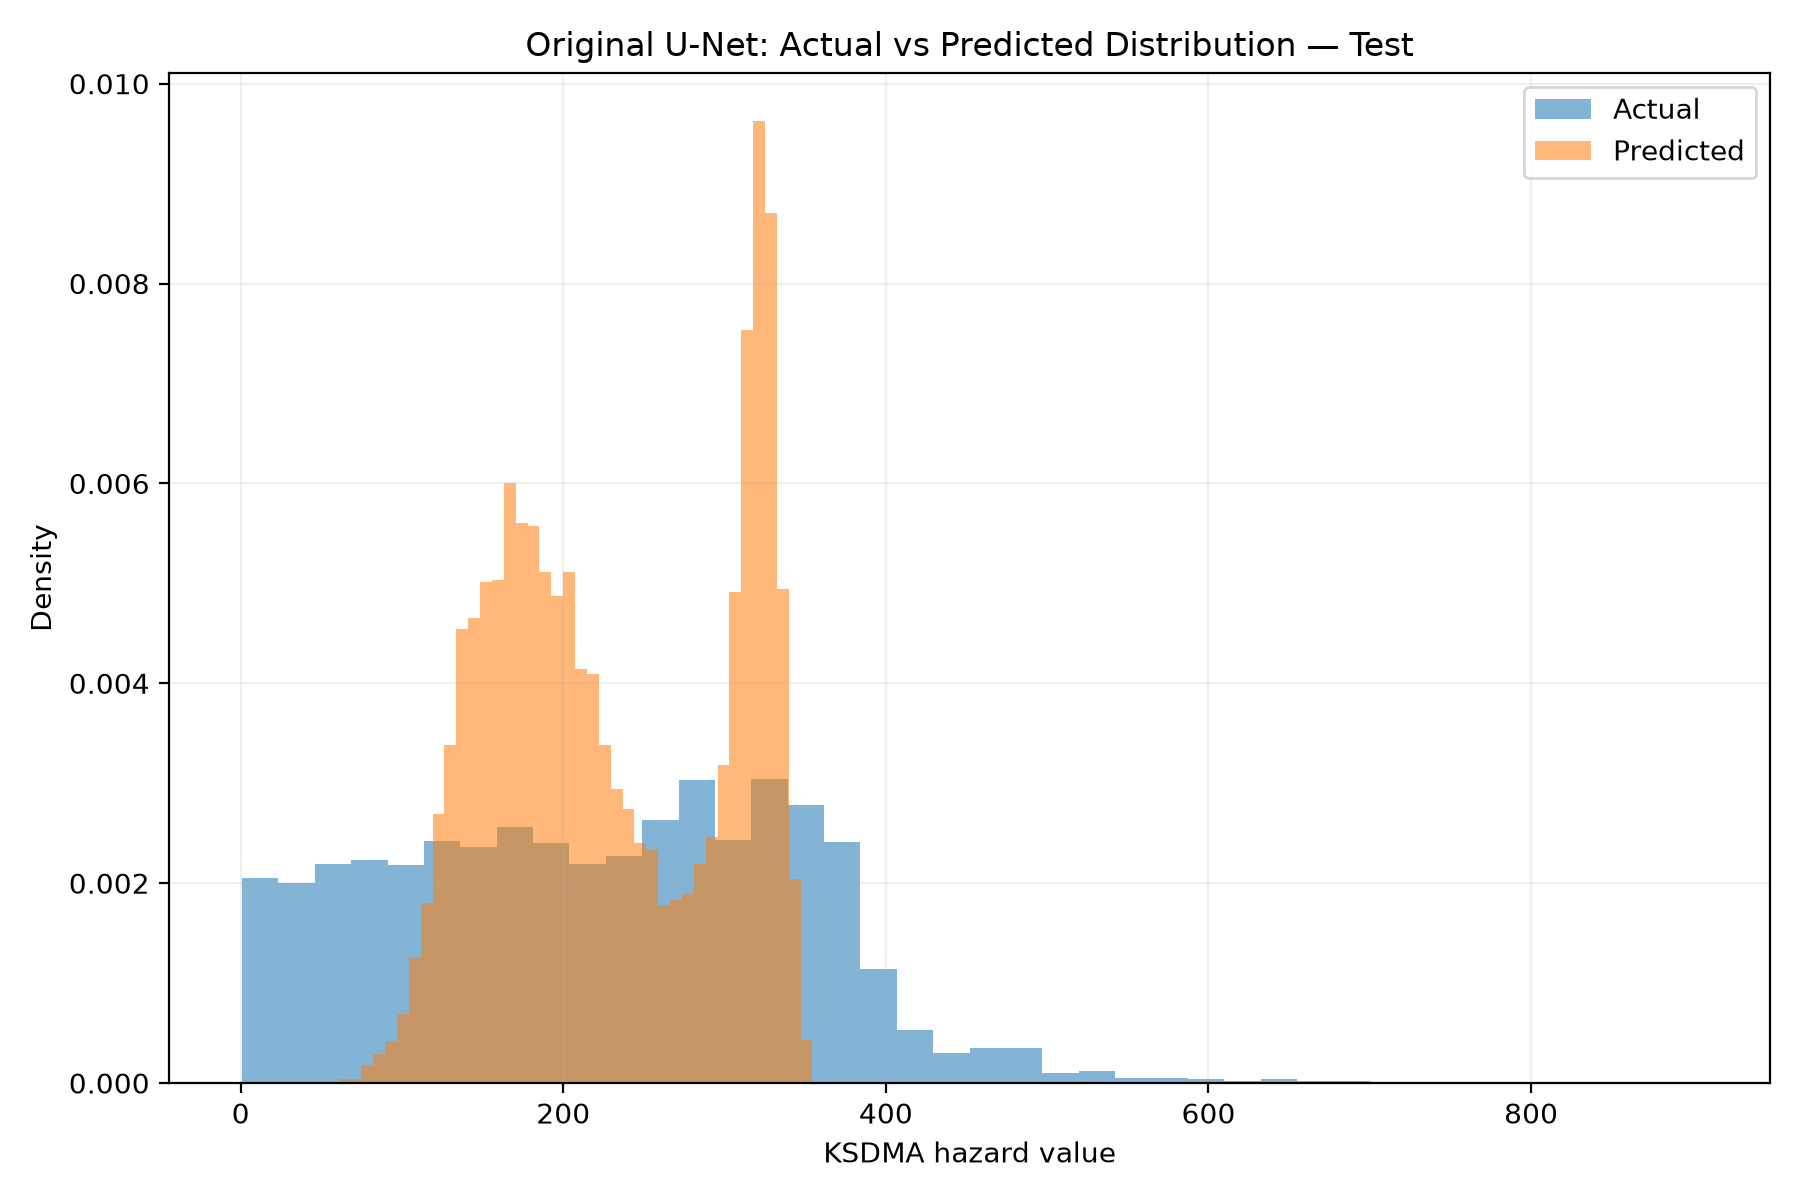 Original U-Net: Actual vs Predicted Distribution — Test
Actual
Predicted
0.010
0.008
0.006
0.004
0.002
0.000
Density
0
200
400
600
800
KSDMA hazard value